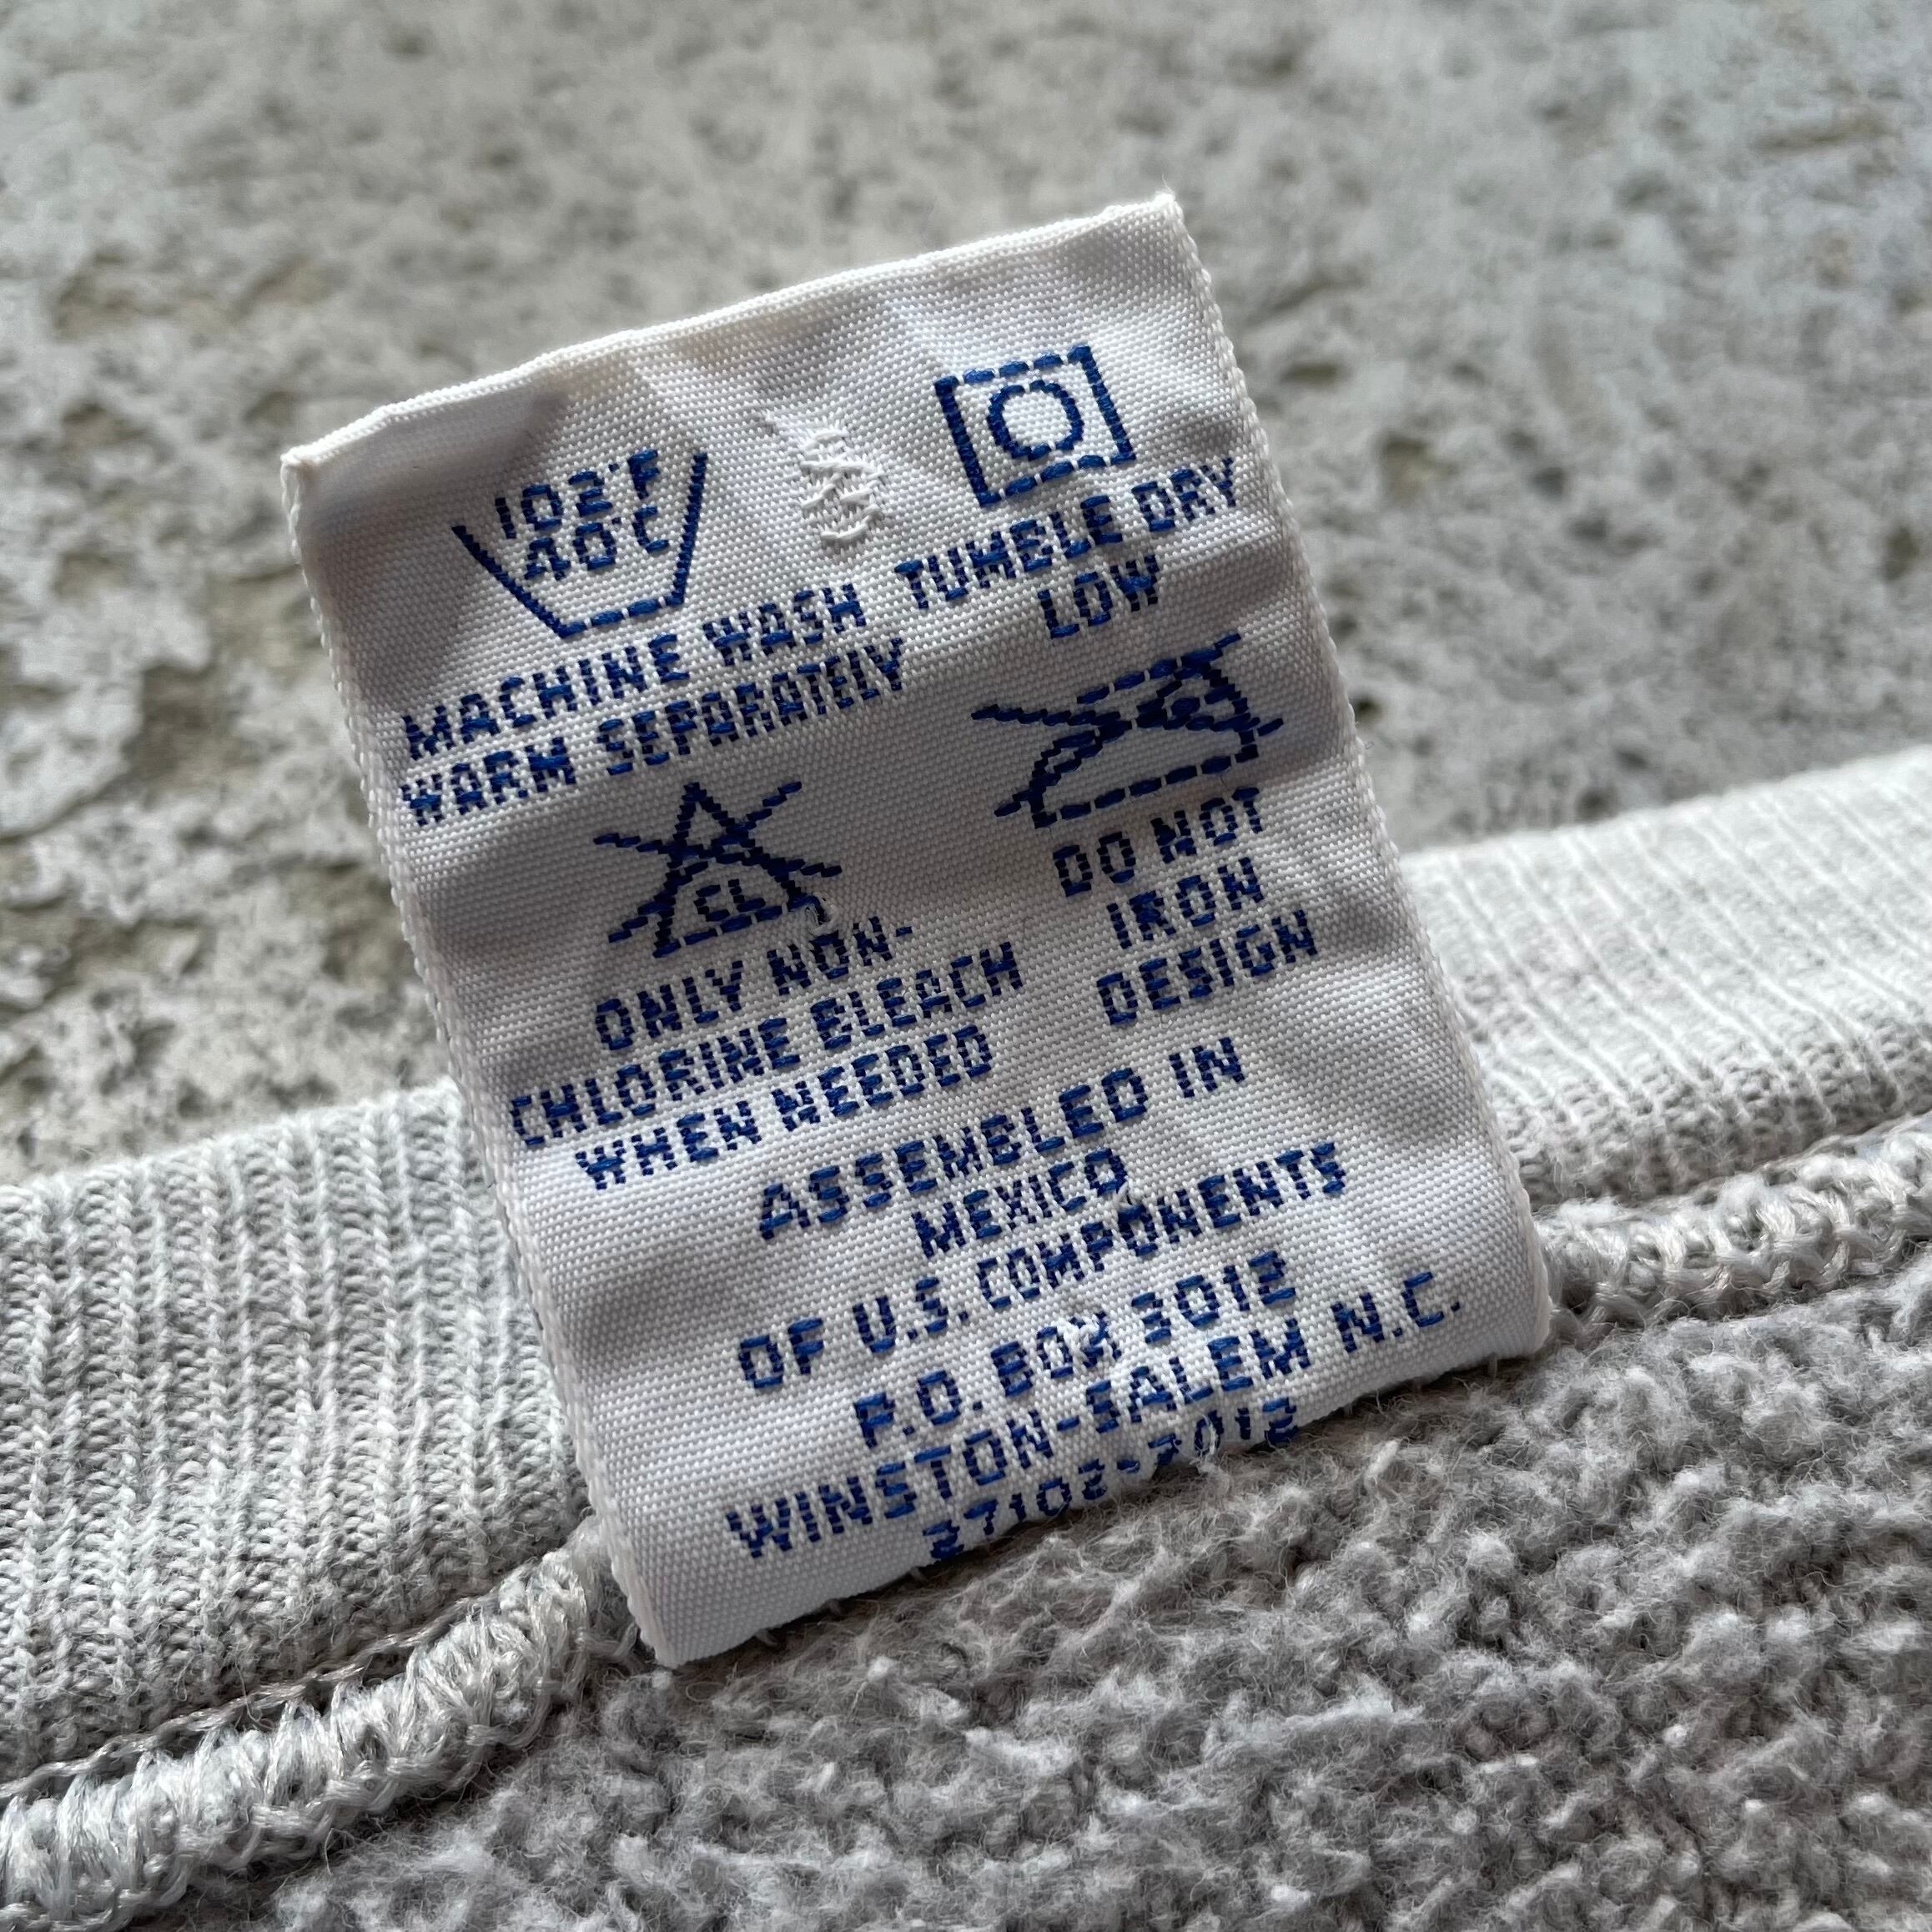 102°F
40°C
MACHINE WASH
WARM SEPARATELY
TUMBLE DRY
LOW
CL
ONLY NON-
CHLORINE BLEACH
WHEN NEEDED
DO NOT
IRON
DESIGN
ASSEMBLED IN
MEXICO
OF U.S. COMPONENTS
P.O. BOX 3012
WINSTON-SALEM N.C.
27102-3012